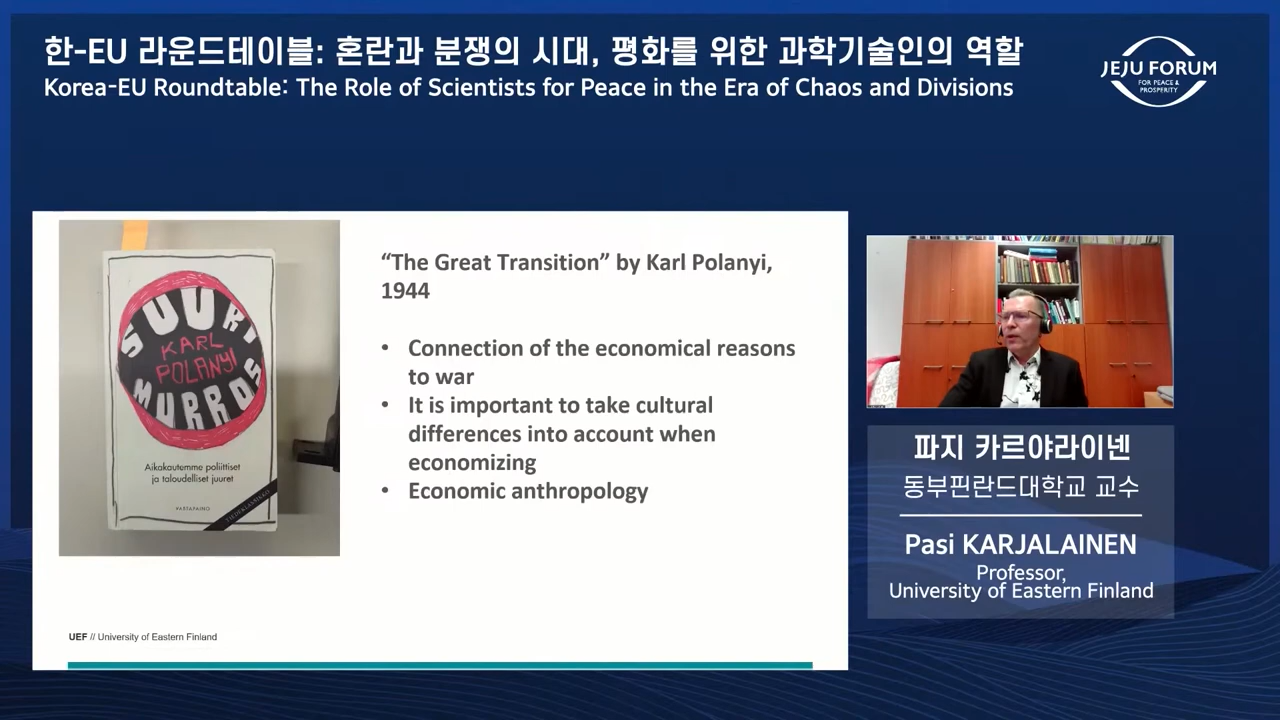 한-EU 라운드테이블: 혼란과 분쟁의 시대, 평화를 위한 과학기술인의 역할
Korea-EU Roundtable: The Role of Scientists for Peace in the Era of Chaos and Divisions
JEJU FORUM
FOR PEACE &
PROSPERITY
SUURI
KARL
POLANYI
MURROS
Aikakautemme poliittiset
ja taloudelliset juuret
VASTAPAINO
TIEDEKLASSIKKO
“The Great Transition” by Karl Polanyi,
1944
• Connection of the economical reasons
to war
• It is important to take cultural
differences into account when
economizing
• Economic anthropology
UEF // University of Eastern Finland
파지 카르야라이넨
동부핀란드대학교 교수
Pasi KARJALAINEN
Professor,
University of Eastern Finland